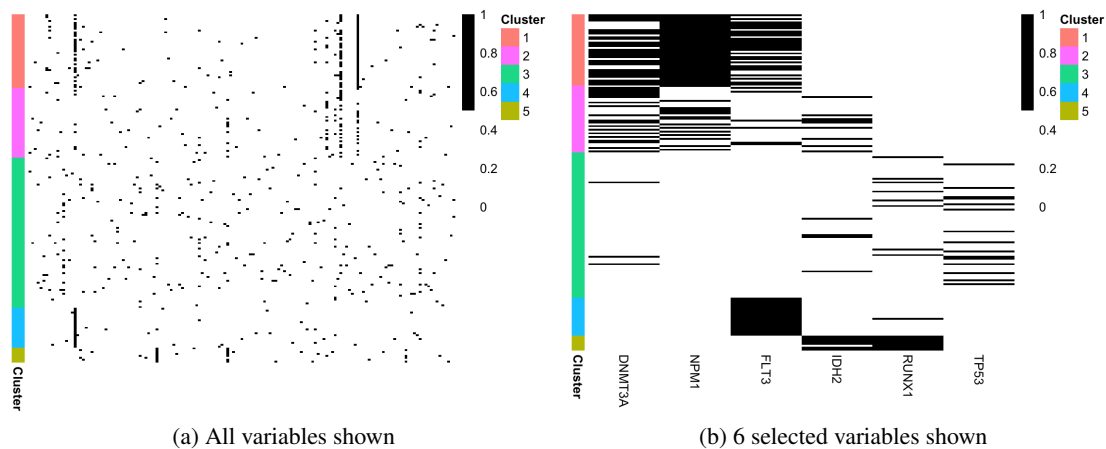 1
0.8
0.6
0.4
0.2
0
Cluster
1
2
3
4
5
Cluster
1
0.8
0.6
0.4
0.2
0
Cluster
1
2
3
4
5
Cluster
DNMT3A
NPM1
FLT3
IDH2
RUNX1
TP53
(a) All variables shown
(b) 6 selected variables shown